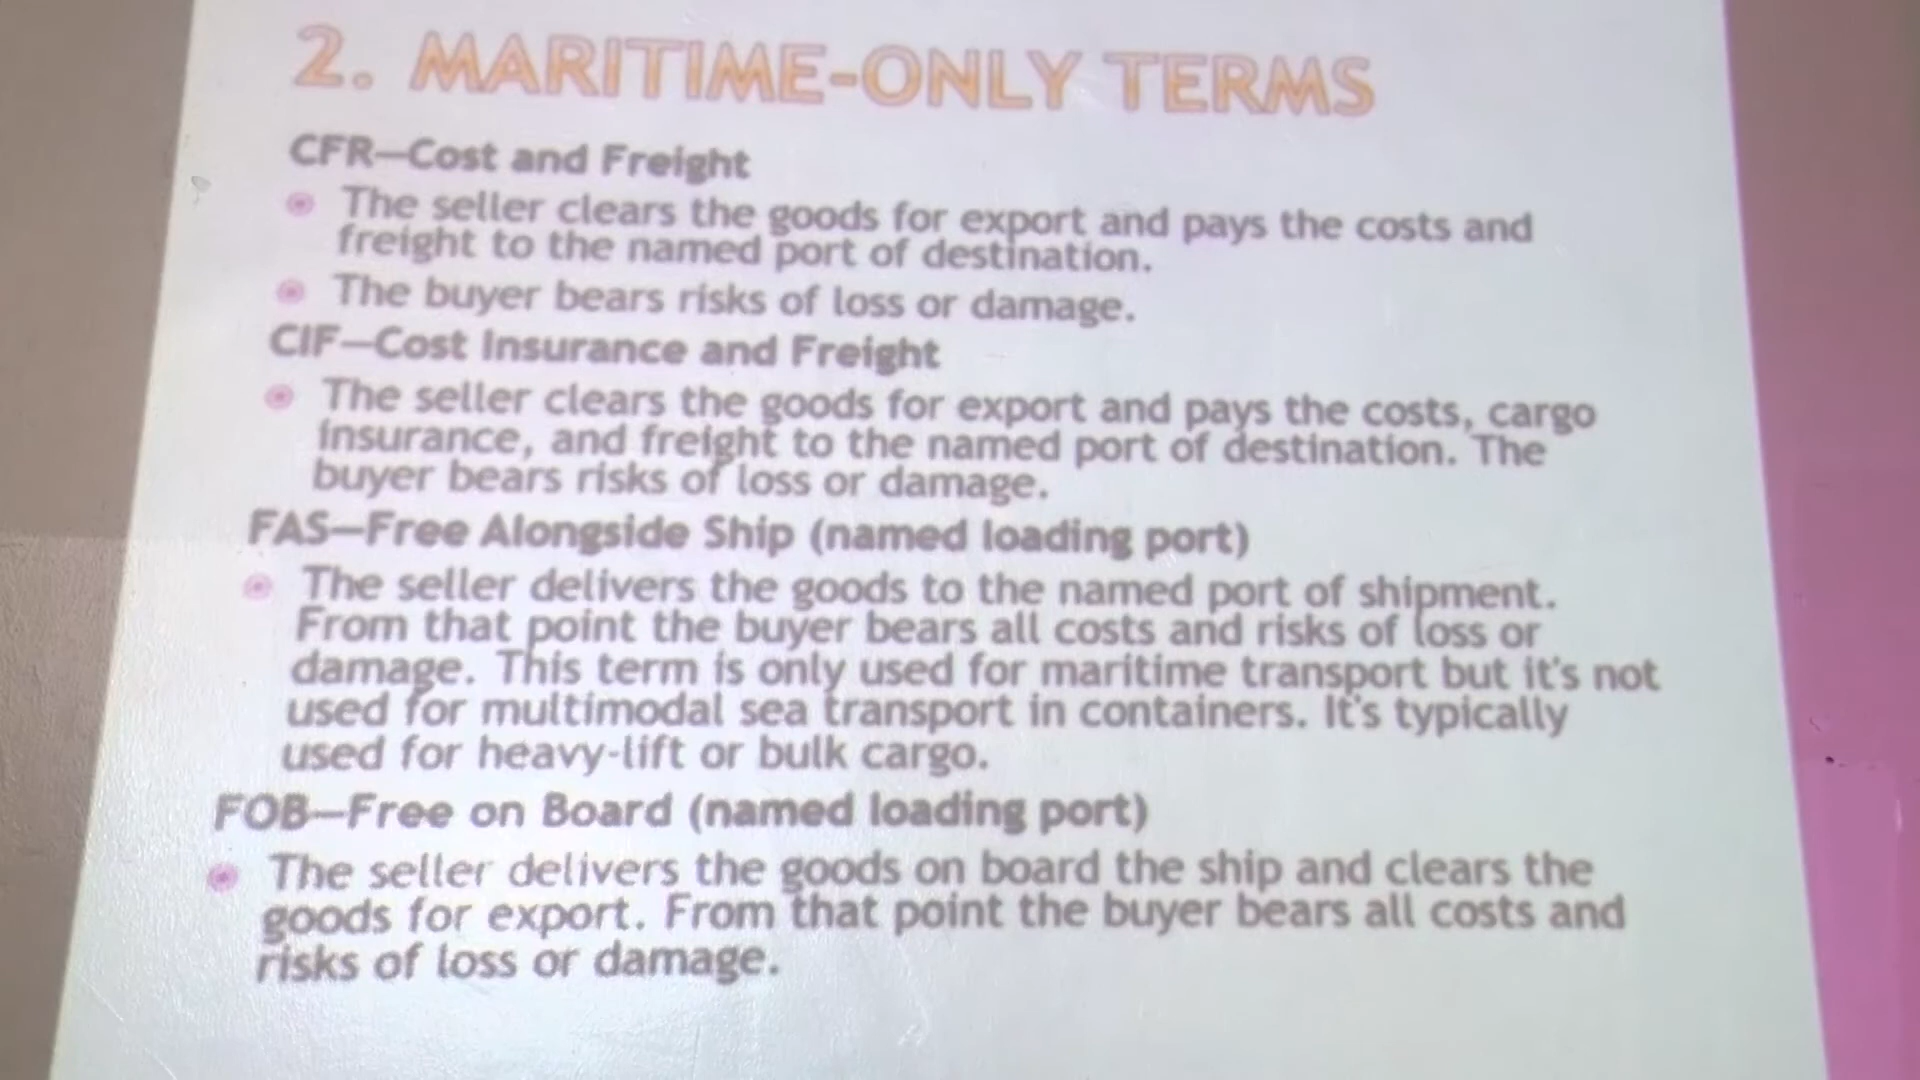 2. MARITIME-ONLY TERMS
CFR—Cost and Freight
The seller clears the goods for export and pays the costs and
freight to the named port of destination.
The buyer bears risks of loss or damage.
CIF—Cost Insurance and Freight
The seller clears the goods for export and pays the costs, cargo
insurance, and freight to the named port of destination. The
buyer bears risks of loss or damage.
FAS—Free Alongside Ship (named loading port)
The seller delivers the goods to the named port of shipment.
From that point the buyer bears all costs and risks of loss or
damage. This term is only used for maritime transport but it's not
used for multimodal sea transport in containers. It's typically
used for heavy-lift or bulk cargo.
FOB—Free on Board (named loading port)
The seller delivers the goods on board the ship and clears the
goods for export. From that point the buyer bears all costs and
risks of loss or damage.